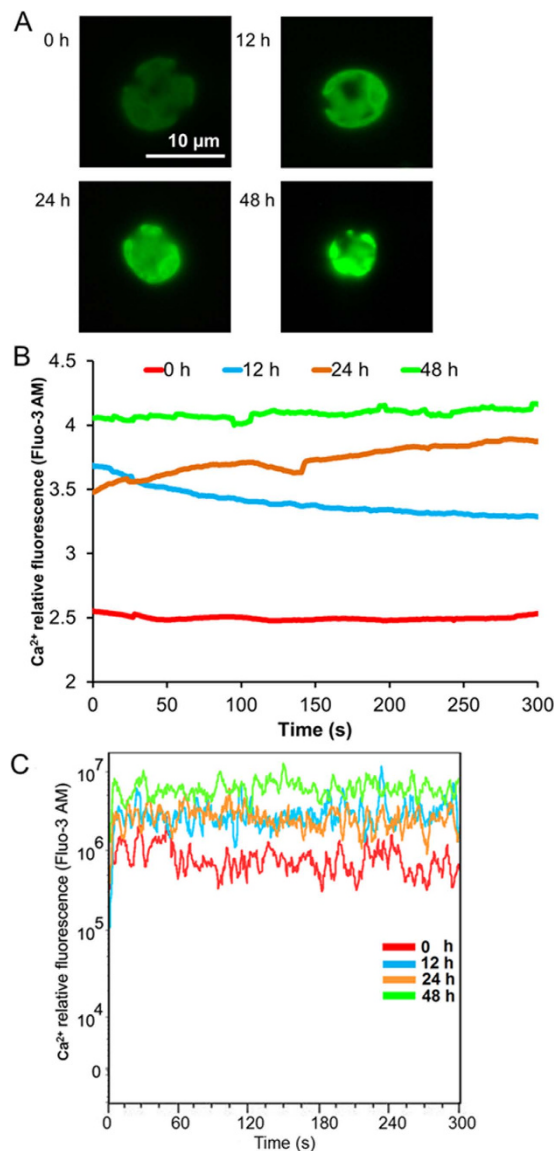 A
0 h
12 h
10 µm
24 h
48 h
B
0 h 12 h 24 h 48 h
4.5
4
3.5
3
2.5
2
Ca²⁺ relative fluorescence (Fluo-3 AM)
0 50 100 150 200 250 300
Time (s)
C
10⁷
10⁶
10⁵
10⁴
0
Ca²⁺ relative fluorescence (Fluo-3 AM)
0 h
12 h
24 h
48 h
0 60 120 180 240 300
Time (s)